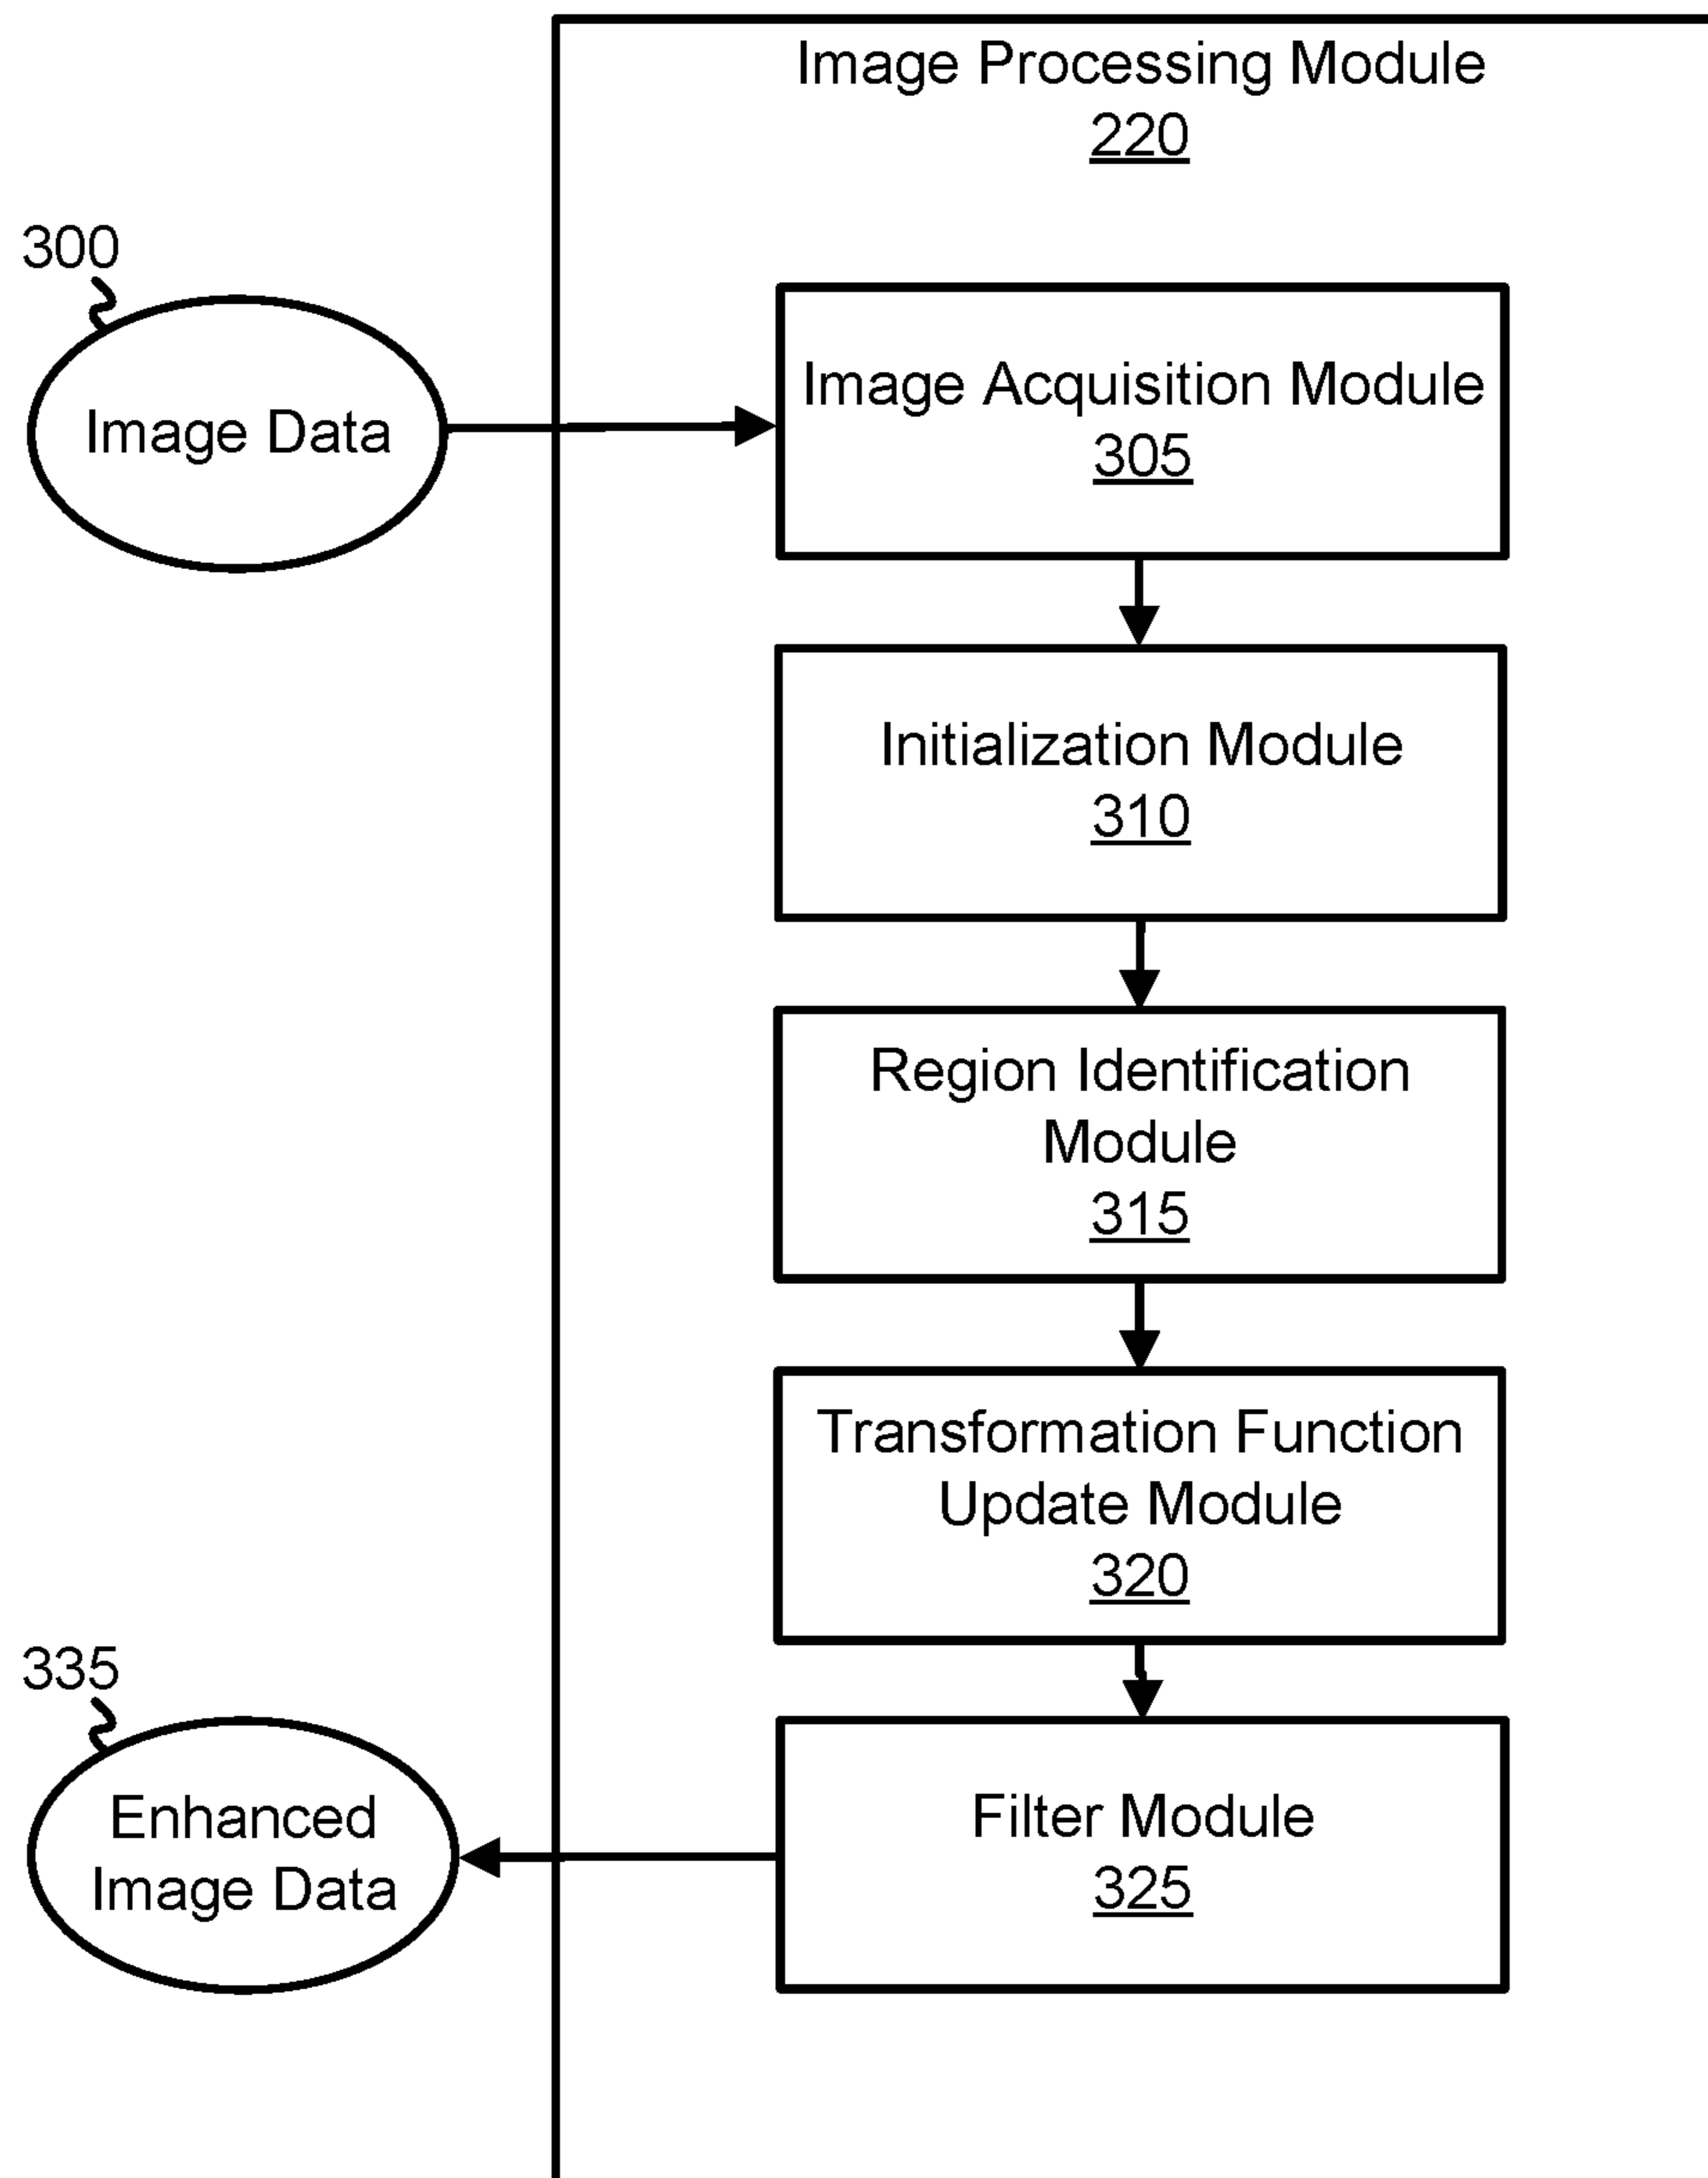 Image Processing Module
220
300
Image Data
Image Acquisition Module
305
Initialization Module
310
Region Identification
Module
315
Transformation Function
Update Module
320
Filter Module
325
335
Enhanced
Image Data